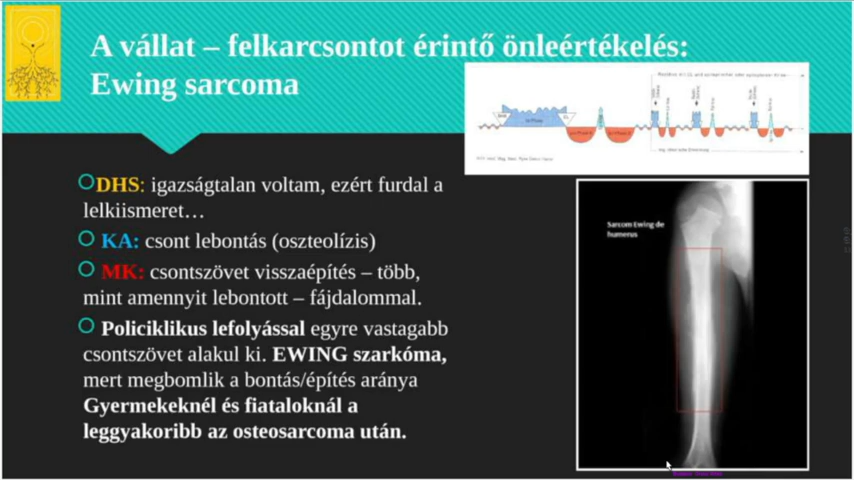 A vállat – felkarcsontot érintő önleértékelés:
Ewing sarcoma
DHS: igazságtalan voltam, ezért furdal a
lelkiismeret…
KA: csont lebontás (oszteolízis)
MK: csontszövet visszaépítés – több,
mint amennyit lebontott – fájdalommal.
Policiklikus lefolyással egyre vastagabb
csontszövet alakul ki. EWING szarkóma,
mert megbomlik a bontás/építés aránya
Gyermekeknél és fiataloknál a
leggyakoribb az osteosarcoma után.
Sarcom Ewing de
humerus